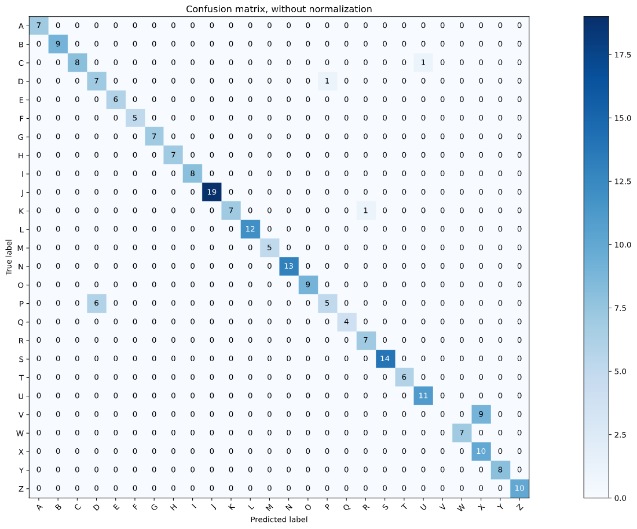 Confusion matrix, without normalization
A 7 0 0 0 0 0 0 0 0 0 0 0 0 0 0 0 0 0 0 0 0 0 0 0 0 0
B 0 9 0 0 0 0 0 0 0 0 0 0 0 0 0 0 0 0 0 0 0 0 0 0 0 0
C 0 0 8 0 0 0 0 0 0 0 0 0 0 0 0 0 0 0 0 0 1 0 0 0 0 0
D 0 0 0 7 0 0 0 0 0 0 0 0 0 0 0 1 0 0 0 0 0 0 0 0 0 0
E 0 0 0 0 6 0 0 0 0 0 0 0 0 0 0 0 0 0 0 0 0 0 0 0 0 0
F 0 0 0 0 0 5 0 0 0 0 0 0 0 0 0 0 0 0 0 0 0 0 0 0 0 0
G 0 0 0 0 0 0 7 0 0 0 0 0 0 0 0 0 0 0 0 0 0 0 0 0 0 0
H 0 0 0 0 0 0 0 7 0 0 0 0 0 0 0 0 0 0 0 0 0 0 0 0 0 0
I 0 0 0 0 0 0 0 0 8 0 0 0 0 0 0 0 0 0 0 0 0 0 0 0 0 0
J 0 0 0 0 0 0 0 0 0 19 0 0 0 0 0 0 0 0 0 0 0 0 0 0 0 0
K 0 0 0 0 0 0 0 0 0 0 7 0 0 0 0 0 0 1 0 0 0 0 0 0 0 0
L 0 0 0 0 0 0 0 0 0 0 0 12 0 0 0 0 0 0 0 0 0 0 0 0 0 0
M 0 0 0 0 0 0 0 0 0 0 0 0 5 0 0 0 0 0 0 0 0 0 0 0 0 0
N 0 0 0 0 0 0 0 0 0 0 0 0 0 13 0 0 0 0 0 0 0 0 0 0 0 0
O 0 0 0 0 0 0 0 0 0 0 0 0 0 0 9 0 0 0 0 0 0 0 0 0 0 0
P 0 0 0 6 0 0 0 0 0 0 0 0 0 0 0 5 0 0 0 0 0 0 0 0 0 0
Q 0 0 0 0 0 0 0 0 0 0 0 0 0 0 0 0 4 0 0 0 0 0 0 0 0 0
R 0 0 0 0 0 0 0 0 0 0 0 0 0 0 0 0 0 7 0 0 0 0 0 0 0 0
S 0 0 0 0 0 0 0 0 0 0 0 0 0 0 0 0 0 0 14 0 0 0 0 0 0 0
T 0 0 0 0 0 0 0 0 0 0 0 0 0 0 0 0 0 0 0 6 0 0 0 0 0 0
U 0 0 0 0 0 0 0 0 0 0 0 0 0 0 0 0 0 0 0 0 11 0 0 0 0 0
V 0 0 0 0 0 0 0 0 0 0 0 0 0 0 0 0 0 0 0 0 0 0 0 9 0 0
W 0 0 0 0 0 0 0 0 0 0 0 0 0 0 0 0 0 0 0 0 0 0 7 0 0 0
X 0 0 0 0 0 0 0 0 0 0 0 0 0 0 0 0 0 0 0 0 0 0 0 10 0 0
Y 0 0 0 0 0 0 0 0 0 0 0 0 0 0 0 0 0 0 0 0 0 0 0 0 8 0
Z 0 0 0 0 0 0 0 0 0 0 0 0 0 0 0 0 0 0 0 0 0 0 0 0 0 10
A B C D E F G H I J K L M N O P Q R S T U V W X Y Z
Predicted label
True label
17.5
15.0
12.5
10.0
7.5
5.0
2.5
0.0